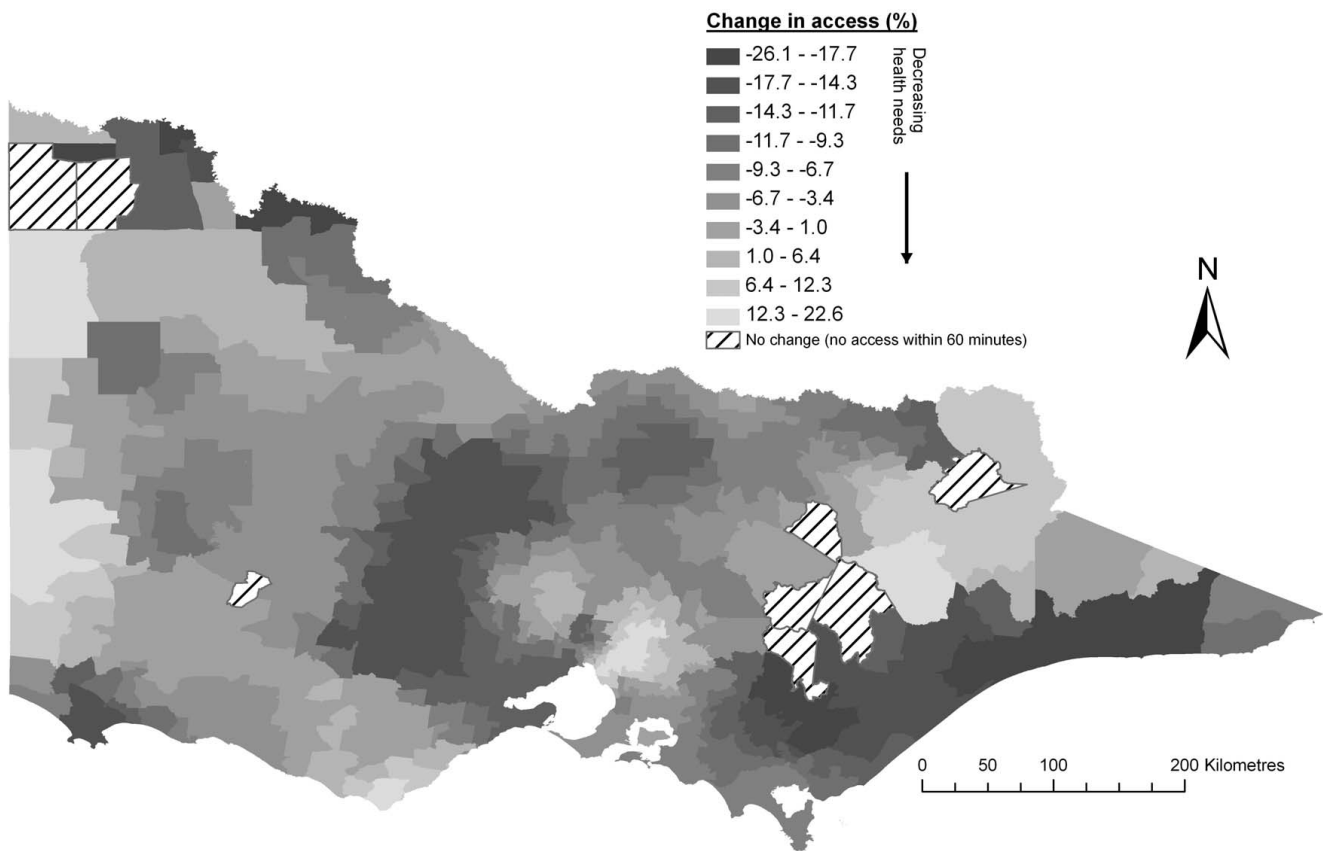 Change in access (%)
-26.1 - -17.7
-17.7 - -14.3
-14.3 - -11.7
-11.7 - -9.3
-9.3 - -6.7
-6.7 - -3.4
-3.4 - 1.0
1.0 - 6.4
6.4 - 12.3
12.3 - 22.6
No change (no access within 60 minutes)
Decreasing
health needs
N
0 50 100 200 Kilometres